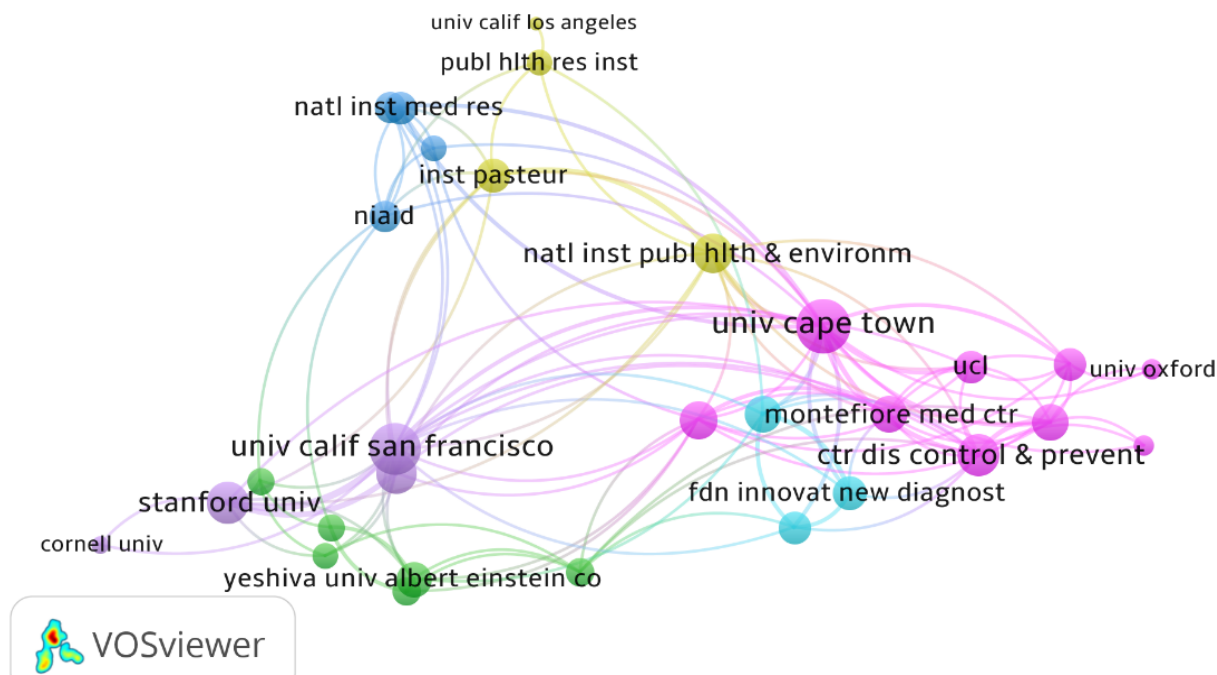 univ calif los angeles
publ hlth res inst
natl inst med res
inst pasteur
niaid
natl inst publ hlth & environm
univ cape town
ucl
univ oxford
montefiore med ctr
univ calif san francisco
ctr dis control & prevent
fdn innovat new diagnost
stanford univ
cornell univ
yeshiva univ albert einstein co
VOSviewer